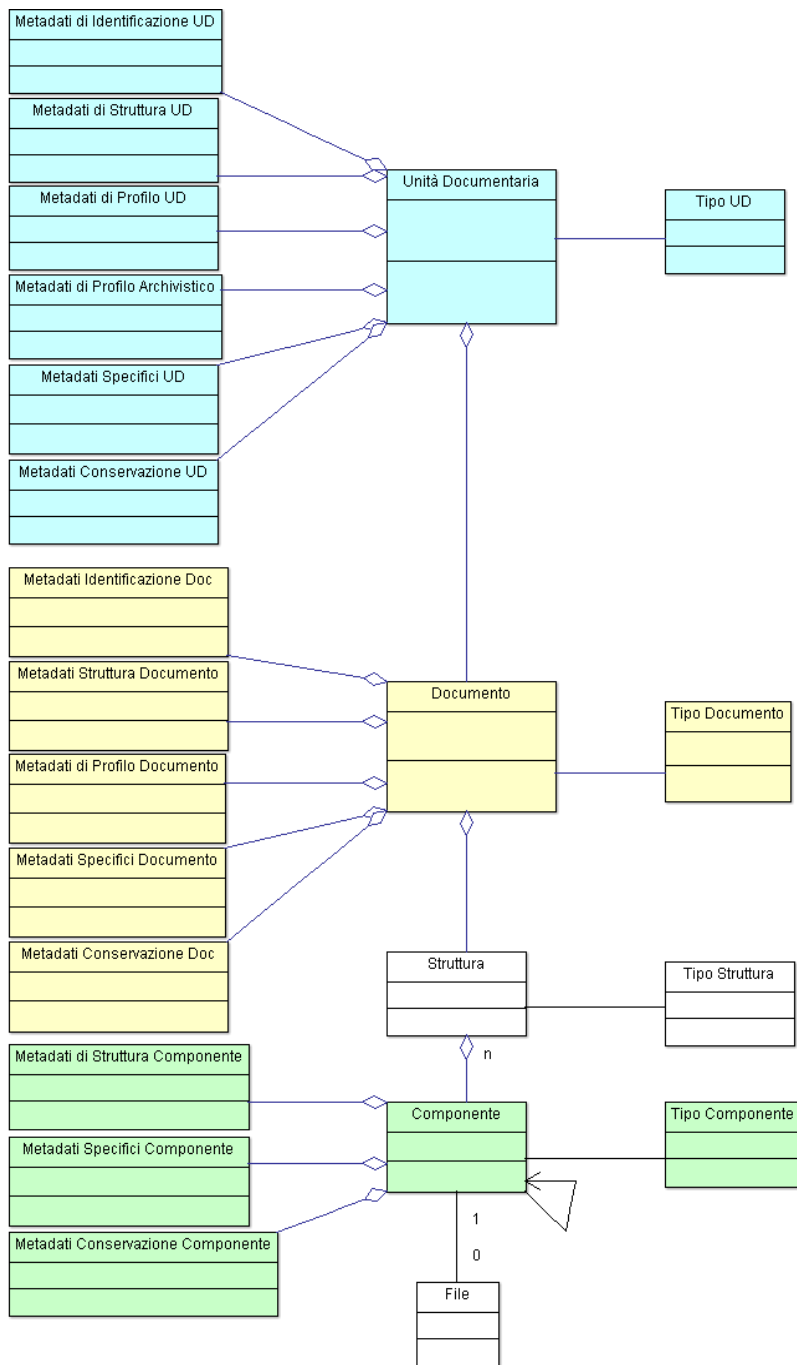 Metadati di Identificazione UD
Metadati di Struttura UD
Metadati di Profilo UD
Metadati di Profilo Archivistico
Metadati Specifici UD
Metadati Conservazione UD
Unità Documentaria
Tipo UD
Metadati Identificazione Doc
Metadati Struttura Documento
Metadati di Profilo Documento
Metadati Specifici Documento
Metadati Conservazione Doc
Documento
Tipo Documento
Struttura
Tipo Struttura
n
Metadati di Struttura Componente
Metadati Specifici Componente
Metadati Conservazione Componente
Componente
Tipo Componente
1
0
File